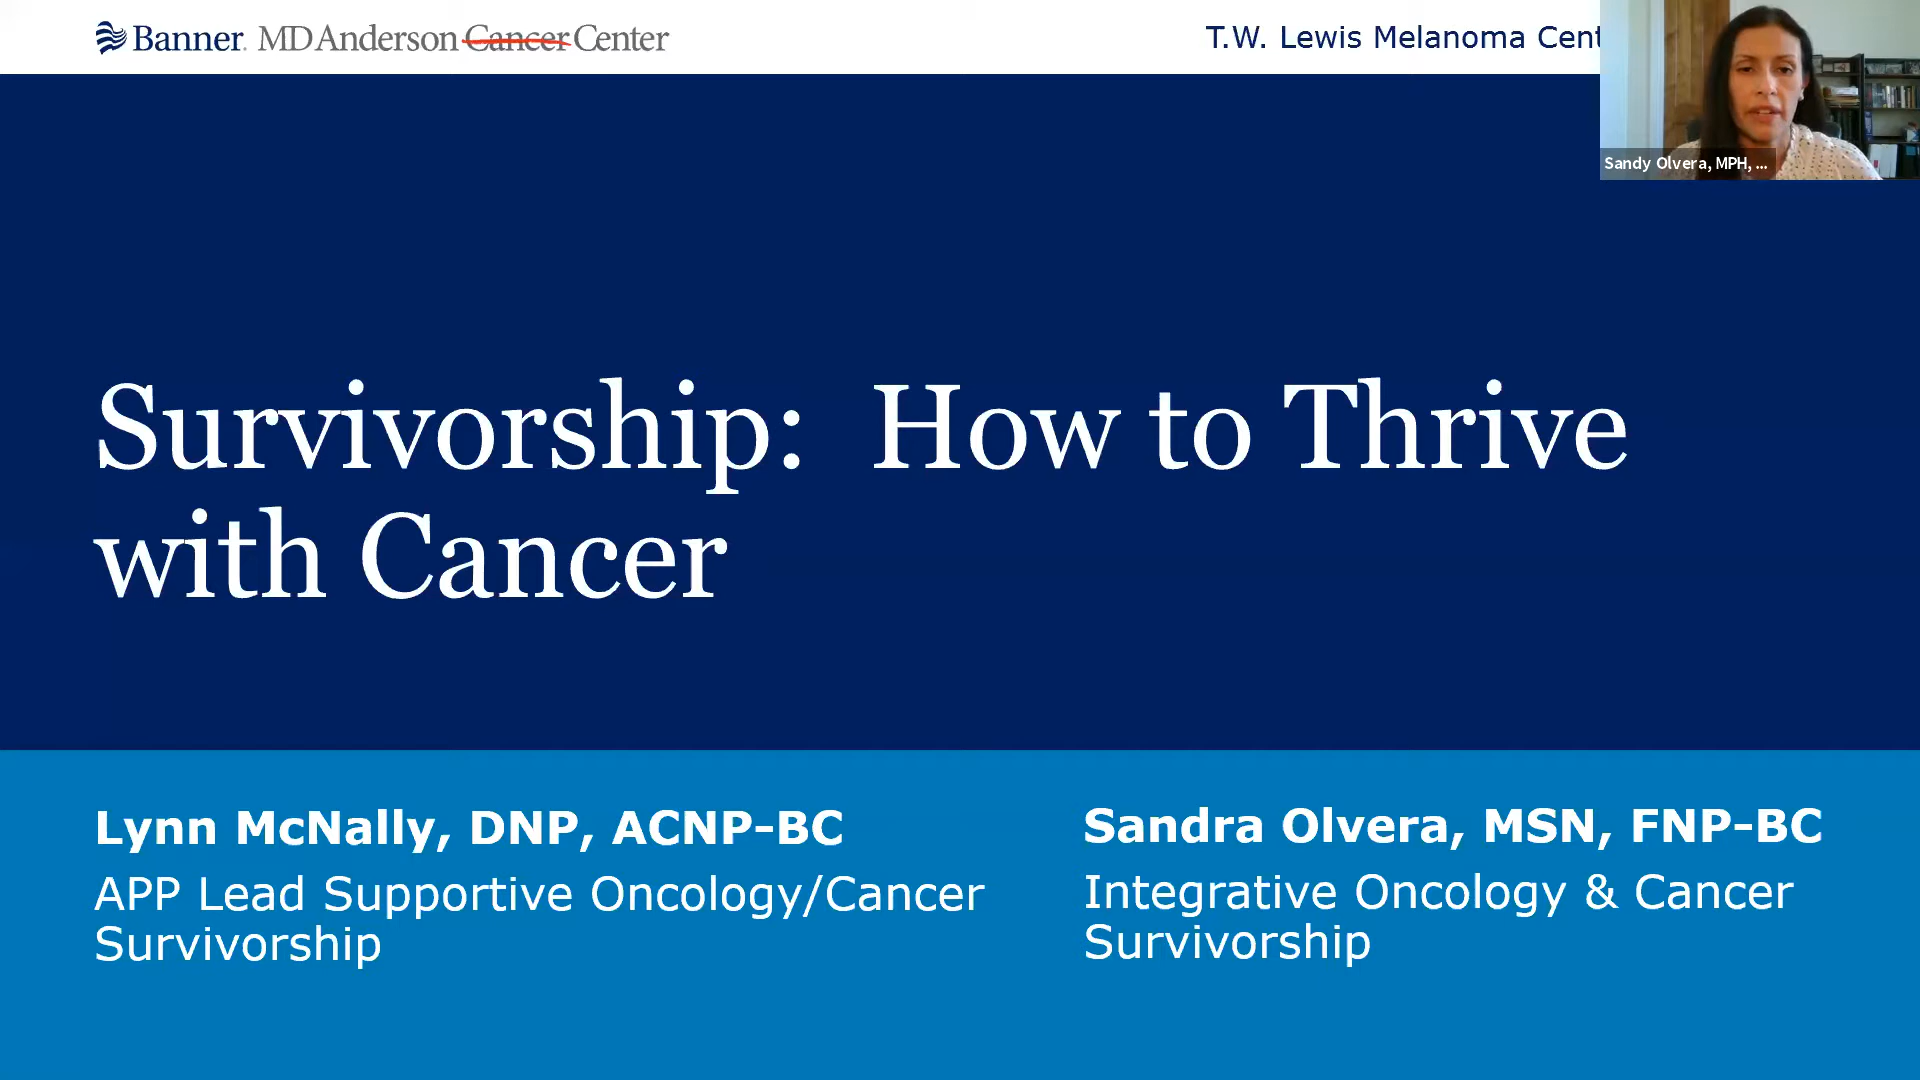 Banner. MD Anderson Cancer Center
T.W. Lewis Melanoma Cent
Sandy Olvera, MPH, ...
Survivorship: How to Thrive
with Cancer
Lynn McNally, DNP, ACNP-BC
APP Lead Supportive Oncology/Cancer
Survivorship
Sandra Olvera, MSN, FNP-BC
Integrative Oncology & Cancer
Survivorship